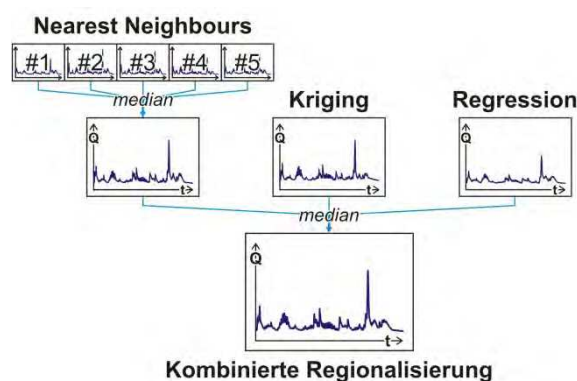 Nearest Neighbours
#1 #2 #3 #4 #5
median
Kriging
Regression
Q
t
Q
t
Q
t
median
Q
t
Kombinierte Regionalisierung